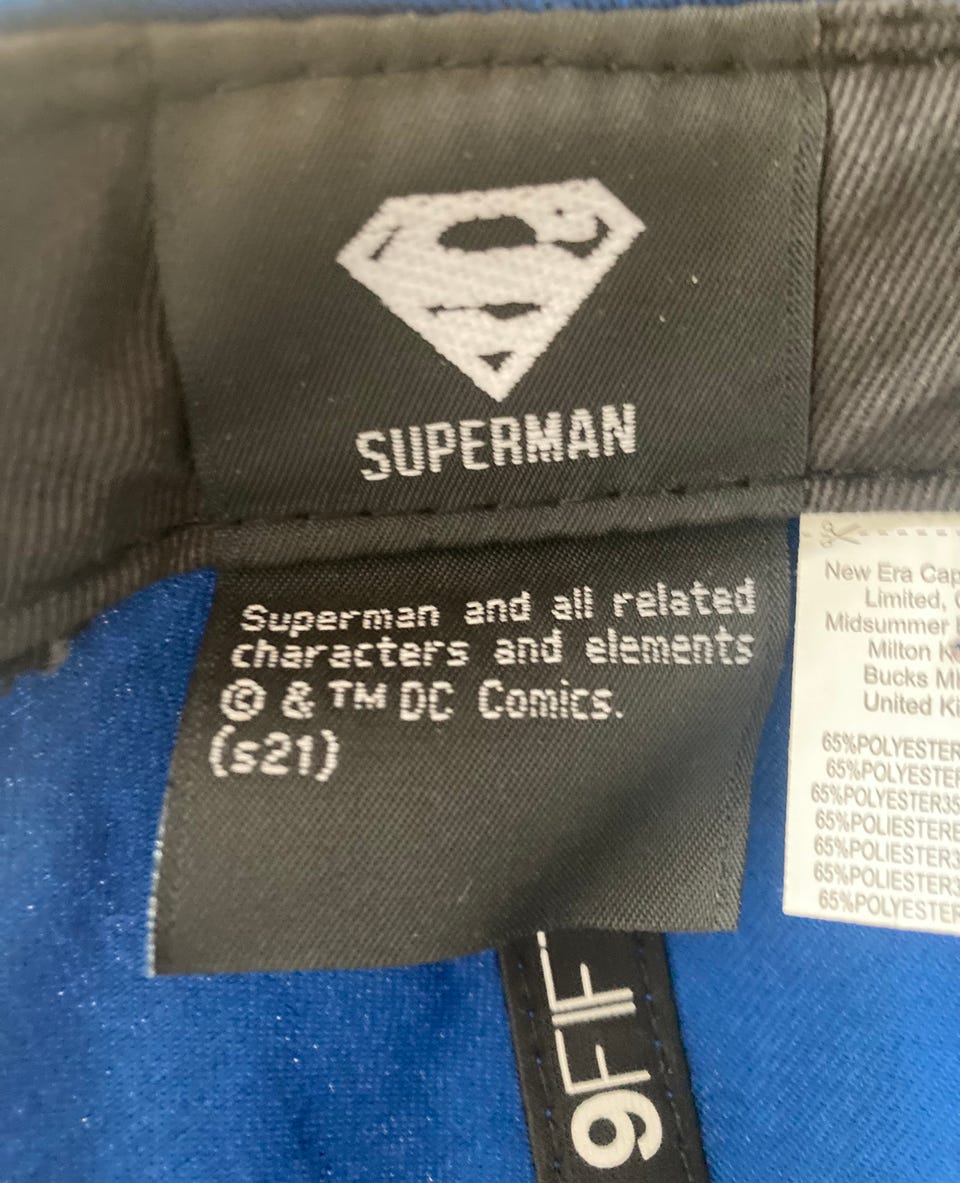 SUPERMAN
Superman and all related
characters and elements
© & ™ DC Comics.
(s21)
New Era Cap
Limited,
Midsummer
Milton
Bucks
United
65%POLYESTER
65%POLYESTER
65%POLYESTER35
65%POLIESTERE
65%POLIESTER3
65%POLIESTER3
65%POLYESTER
9FIF